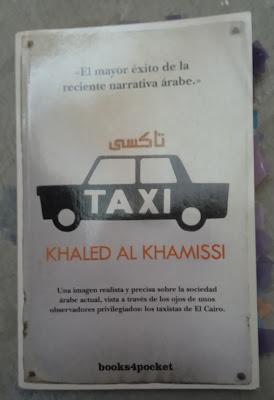 «El mayor éxito de la
reciente narrativa árabe.»
تاكسى
TAXI
KHALED AL KHAMISSI
Una imagen realista y precisa sobre la sociedad
árabe actual, vista a través de los ojos de unos
observadores privilegiados: los taxistas de El Cairo.
books4pocket